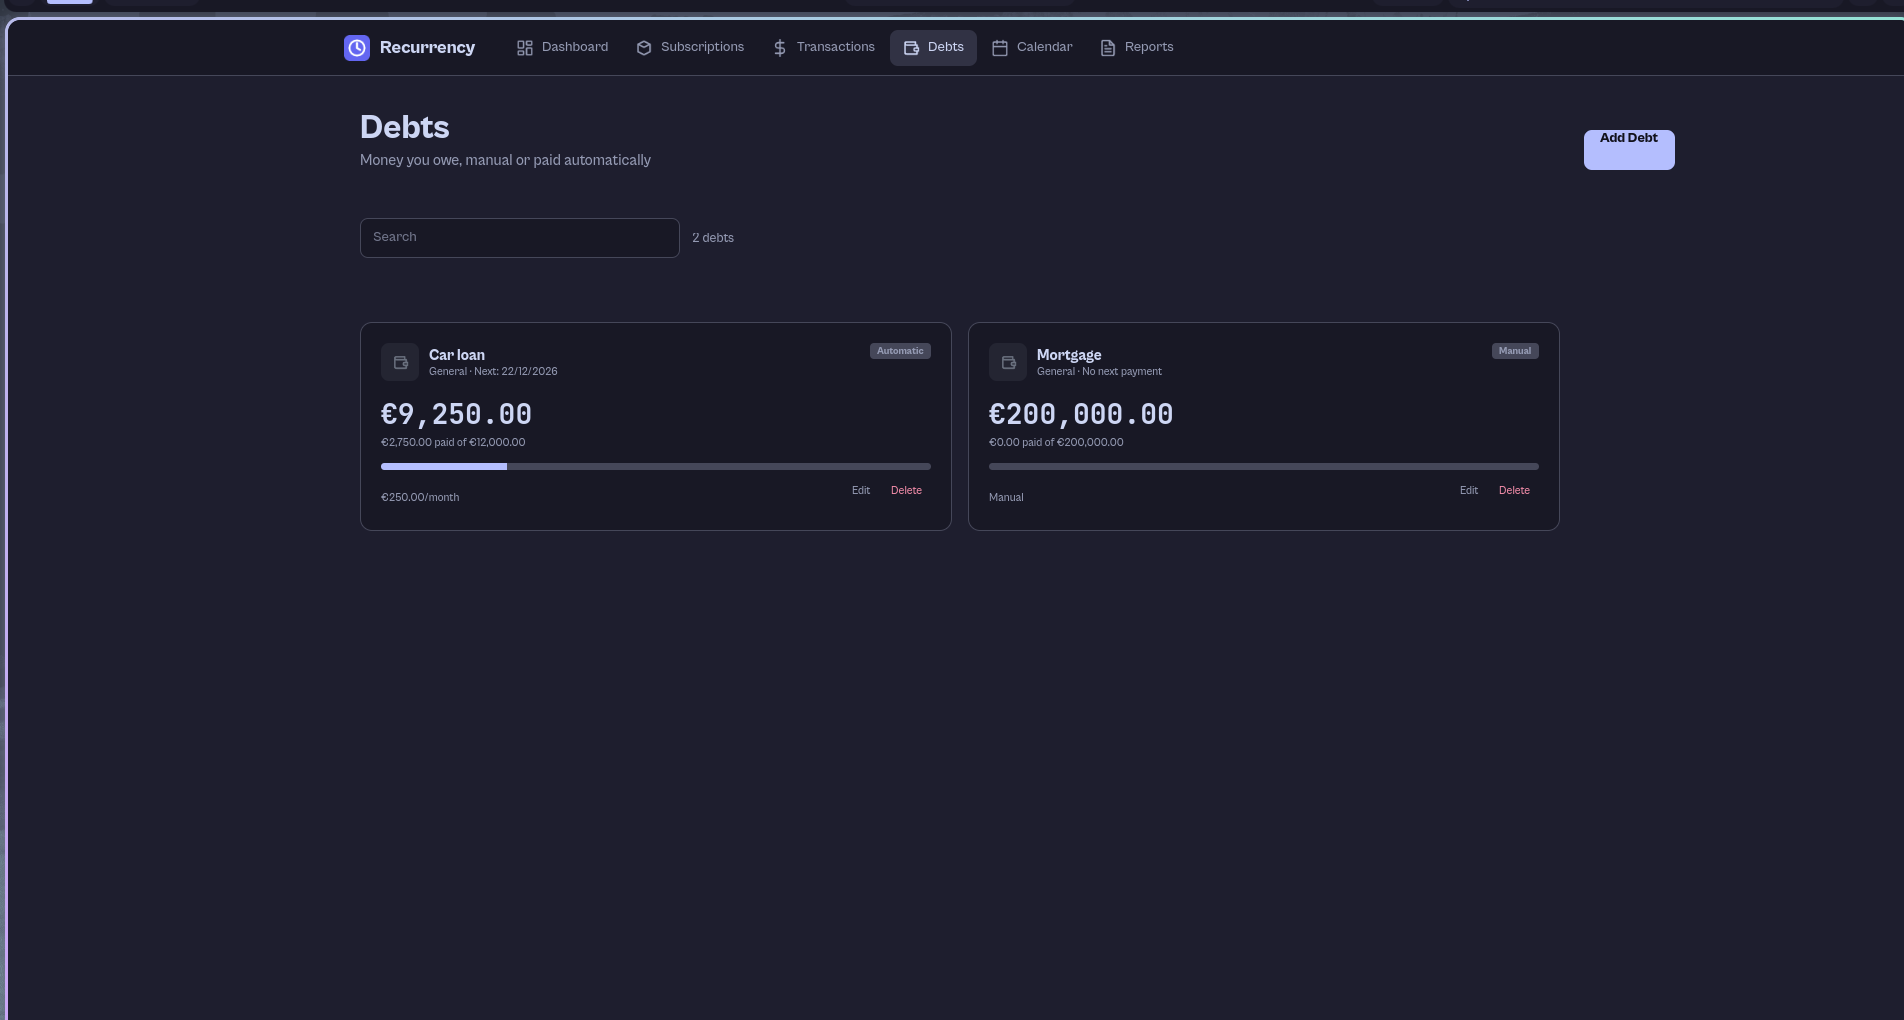 Recurrency
Dashboard
Subscriptions
Transactions
Debts
Calendar
Reports
Debts
Money you owe, manual or paid automatically
Add Debt
Search
2 debts
Car loan
General · Next: 22/12/2026
Automatic
€9,250.00
€2,750.00 paid of €12,000.00
€250.00/month
Edit
Delete
Mortgage
General · No next payment
Manual
€200,000.00
€0.00 paid of €200,000.00
Manual
Edit
Delete